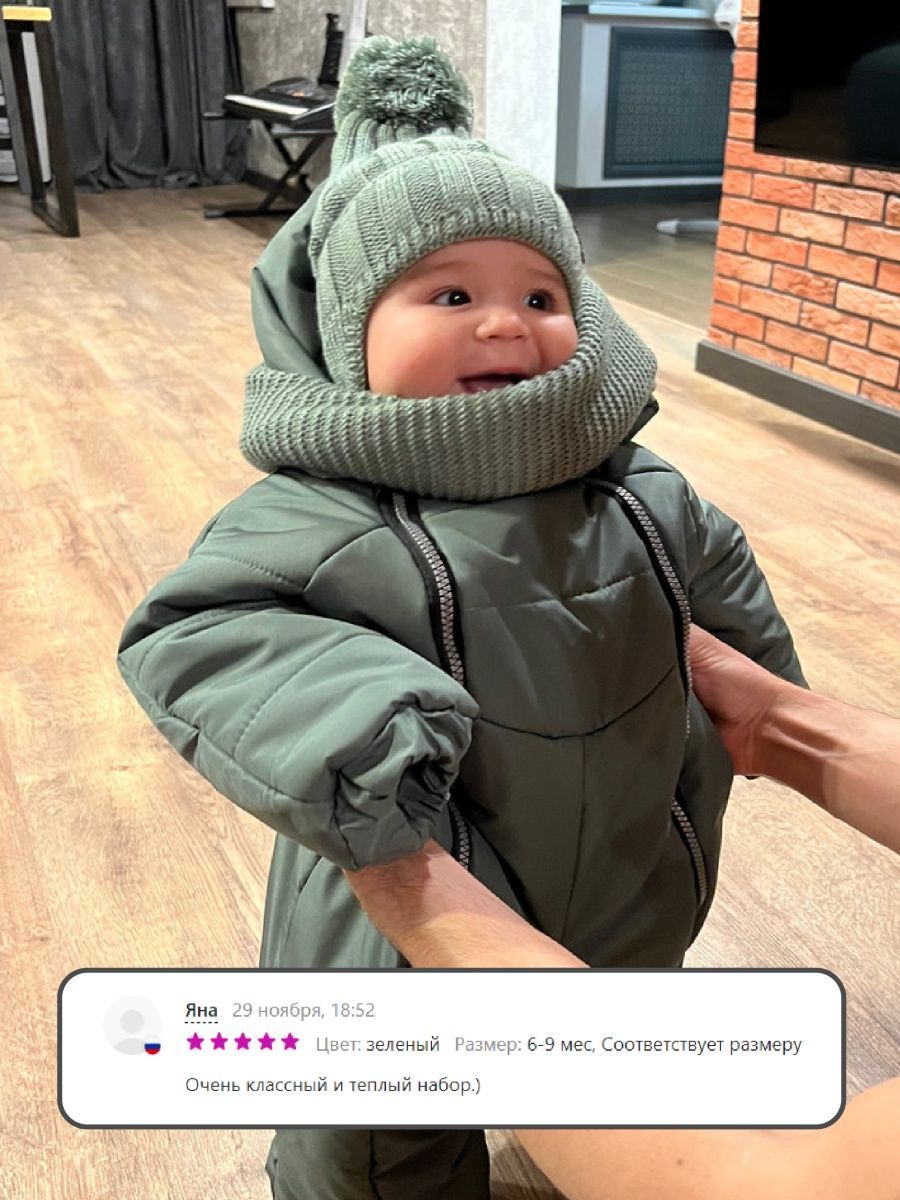 Яна 29 ноября, 18:52
Цвет: зеленый Размер: 6-9 мес, Соответствует размеру
Очень классный и теплый набор.)